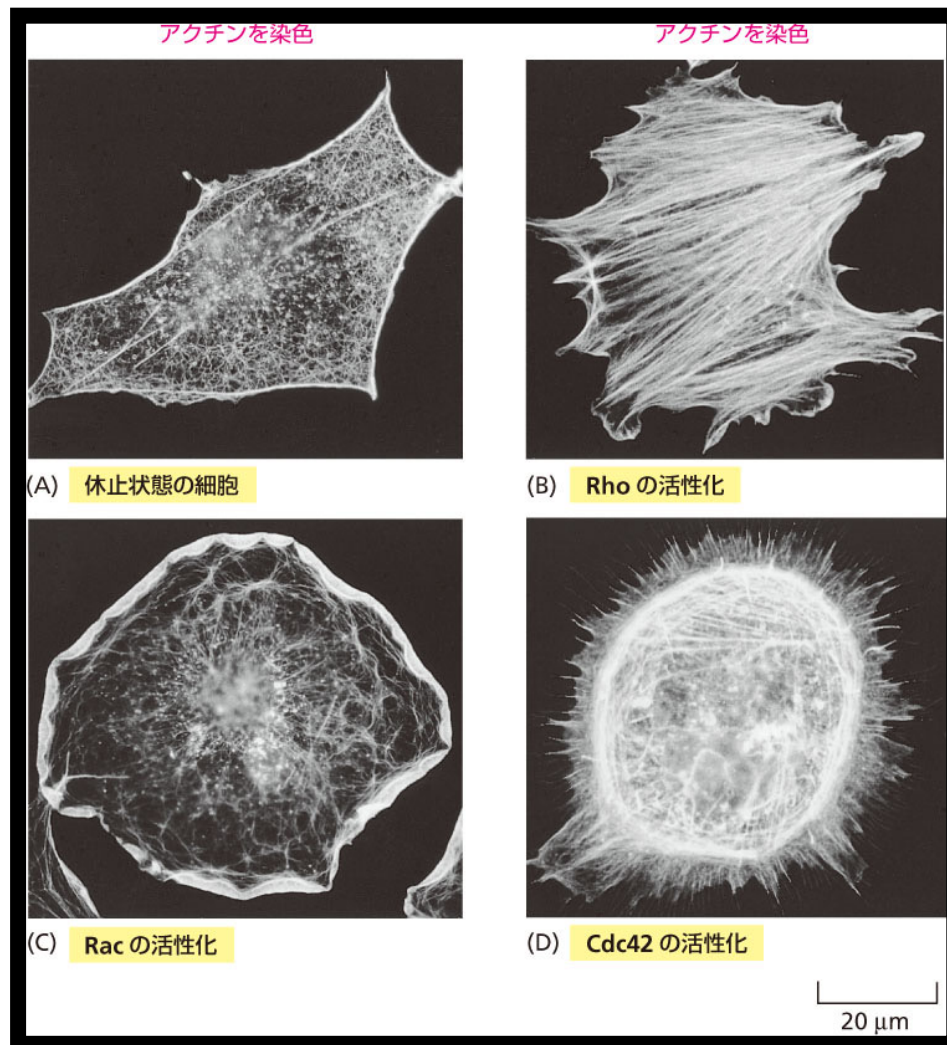 アクチンを染色
アクチンを染色
(A) 休止状態の細胞
(B) Rho の活性化
(C) Rac の活性化
(D) Cdc42 の活性化
20 μm